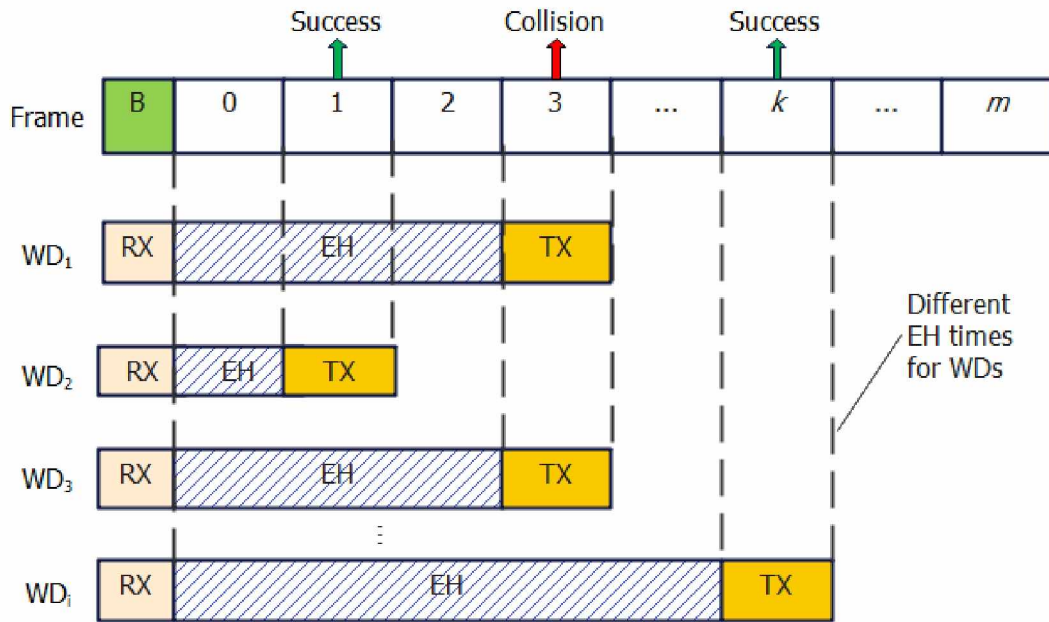 Success Collision Success
Frame B 0 1 2 3 ... k ... m
WD₁ RX EH TX
Different
EH times
for WDs
WD₂ RX EH TX
WD₃ RX EH TX
⋮
WDᵢ RX EH TX